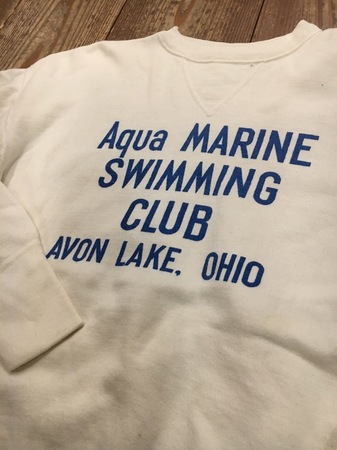 Aqua MARINE
SWIMMING
CLUB
AVON LAKE, OHIO